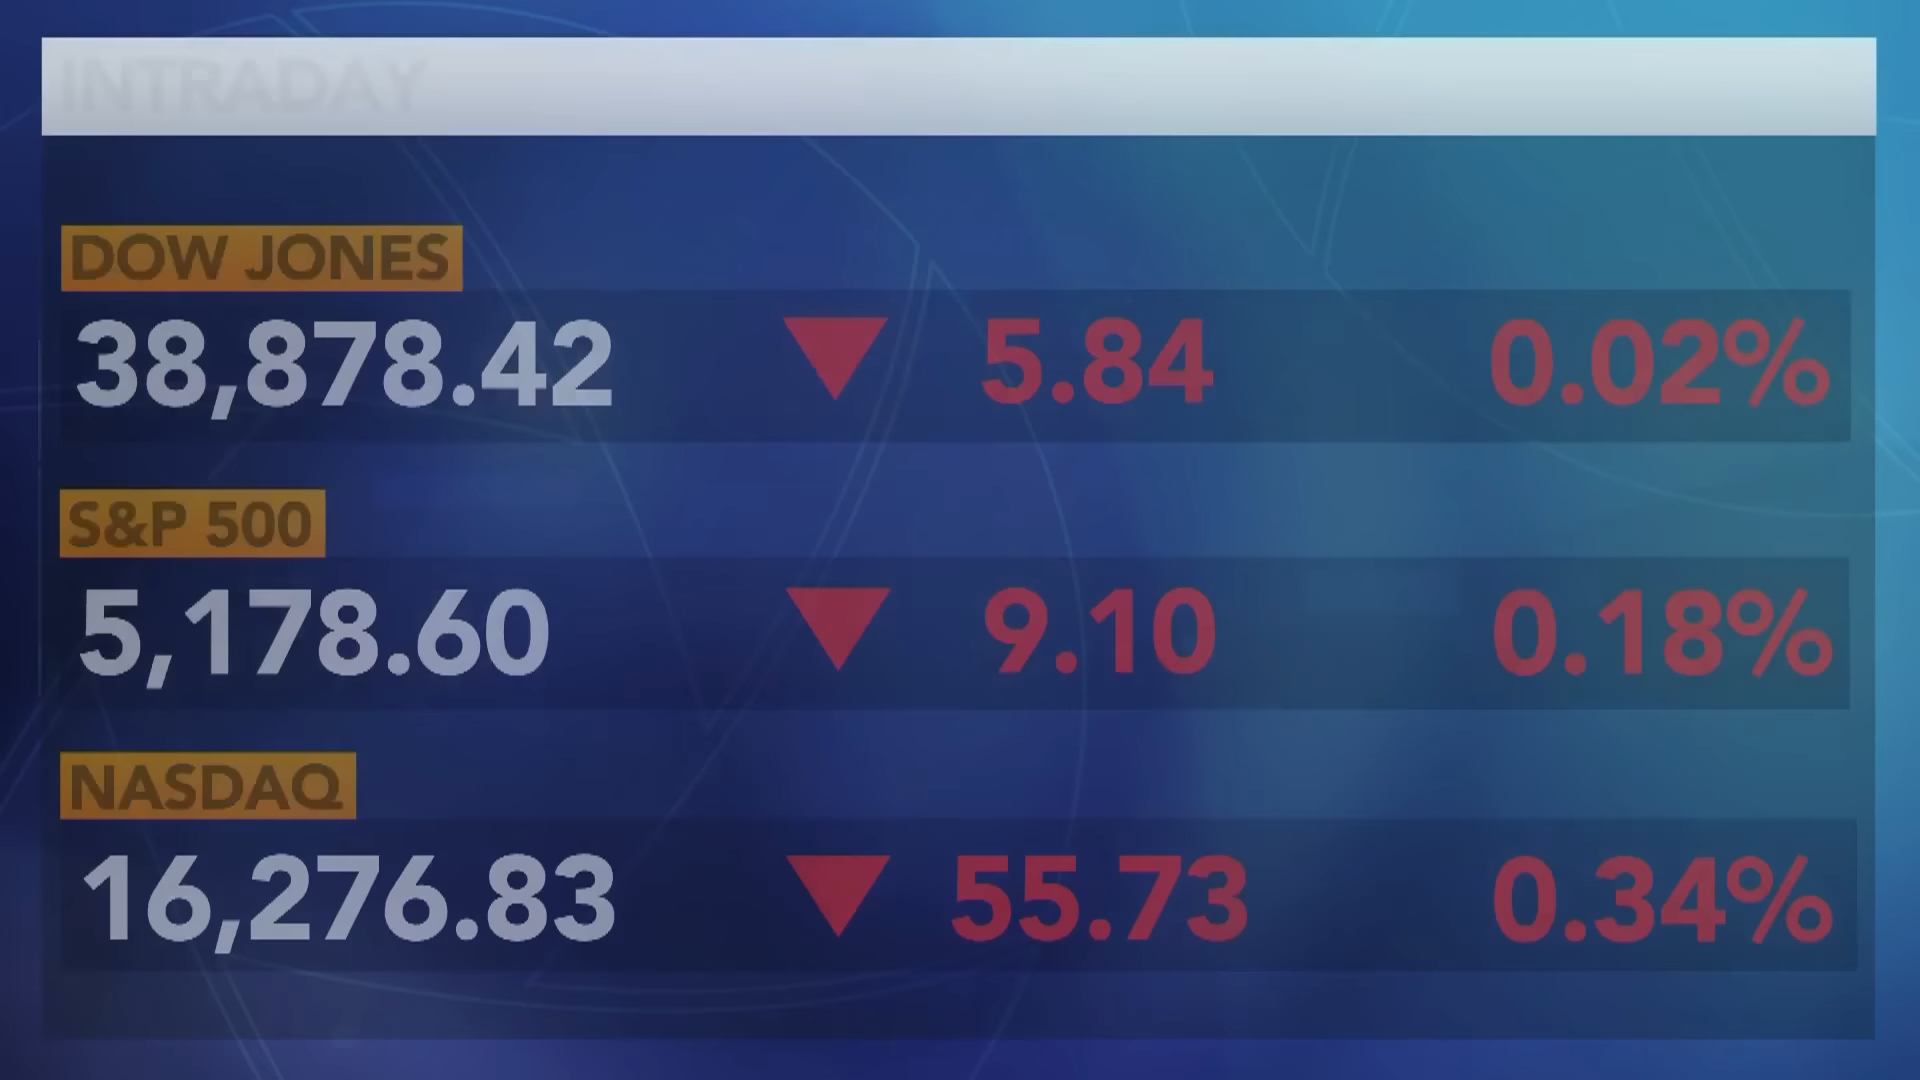 INTRADAY
DOW JONES
38,878.42 ▼ 5.84 0.02%
S&P 500
5,178.60 ▼ 9.10 0.18%
NASDAQ
16,276.83 ▼ 55.73 0.34%